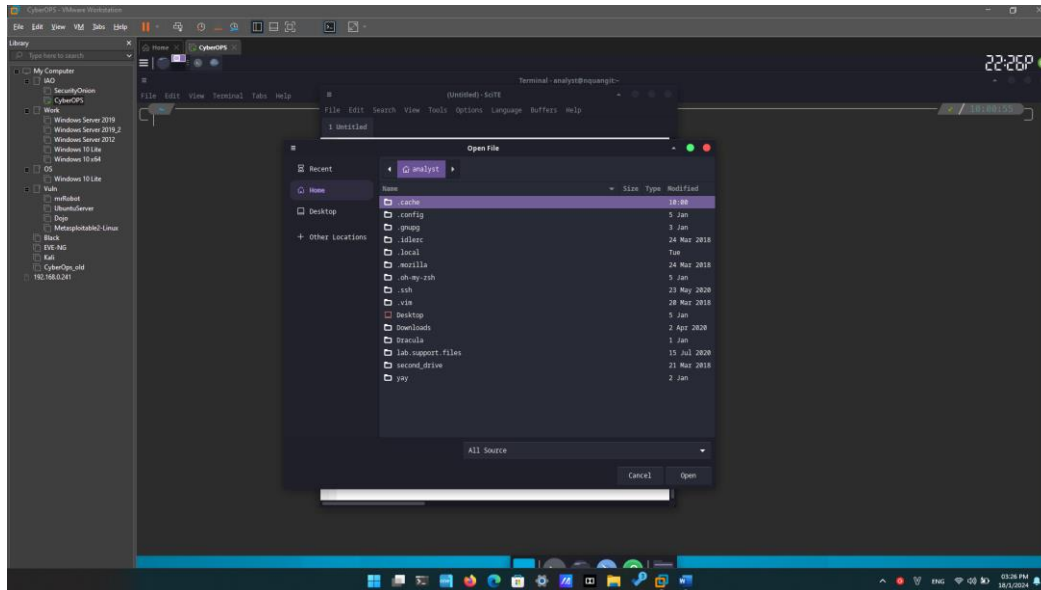 CyberOPS - VMware Workstation
File Edit View VM Tabs Help
Library
Type here to search
My Computer
IAO
SecurityOnion
CyberOPS
Work
Windows Server 2019
Windows Server 2019_2
Windows Server 2012
Windows 10 Lite
Windows 10 x64
OS
Windows 10 Lite
Vuln
mrRobot
UbuntuServer
Dojo
Metasploitable2-Linux
Black
EVE-NG
Kali
CyberOps_old
192.168.0.241
Home
CyberOPS
22:26P
Terminal - analyst@nquangit:~
File Edit View Terminal Tabs Help
~
10:00:55
(Untitled) - SciTE
File Edit Search View Tools Options Language Buffers Help
1 Untitled
Open File
Recent
Home
Desktop
+ Other Locations
analyst
Name Size Type Modified
.cache 10:00
.config 5 Jan
.gnupg 3 Jan
.idlerc 24 Mar 2018
.local Tue
.mozilla 24 Mar 2018
.oh-my-zsh 5 Jan
.ssh 23 May 2020
.vim 20 Mar 2018
Desktop 5 Jan
Downloads 2 Apr 2020
Dracula 1 Jan
lab.support.files 15 Jul 2020
second_drive 21 Mar 2018
yay 2 Jan
All Source
Cancel Open
ENG
03:26 PM
18/1/2024